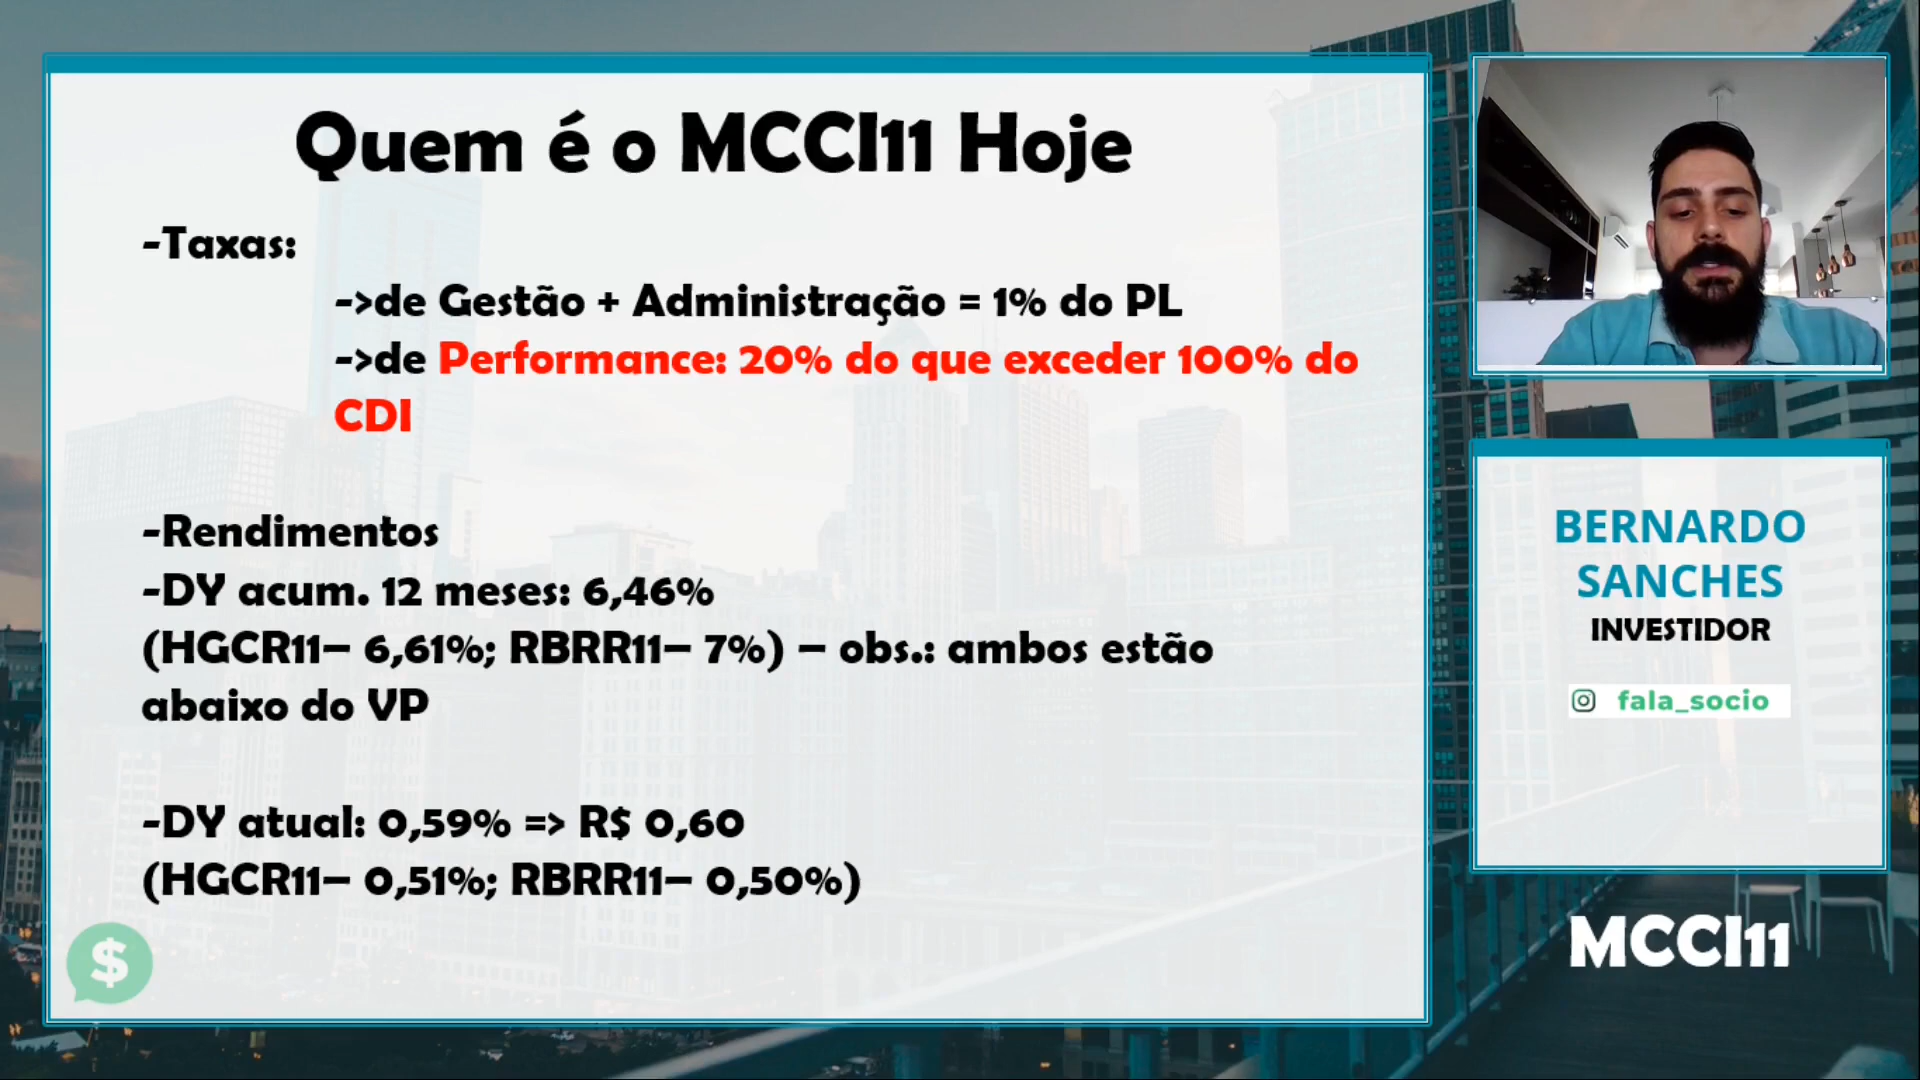 Quem é o MCCI11 Hoje
-Taxas:
->de Gestão + Administração = 1% do PL
->de Performance: 20% do que exceder 100% do
CDI
-Rendimentos
-DY acum. 12 meses: 6,46%
(HGCR11– 6,61%; RBRR11– 7%) – obs.: ambos estão
abaixo do VP
-DY atual: 0,59% => R$ 0,60
(HGCR11– 0,51%; RBRR11– 0,50%)
$
BERNARDO
SANCHES
INVESTIDOR
fala_socio
MCCI11